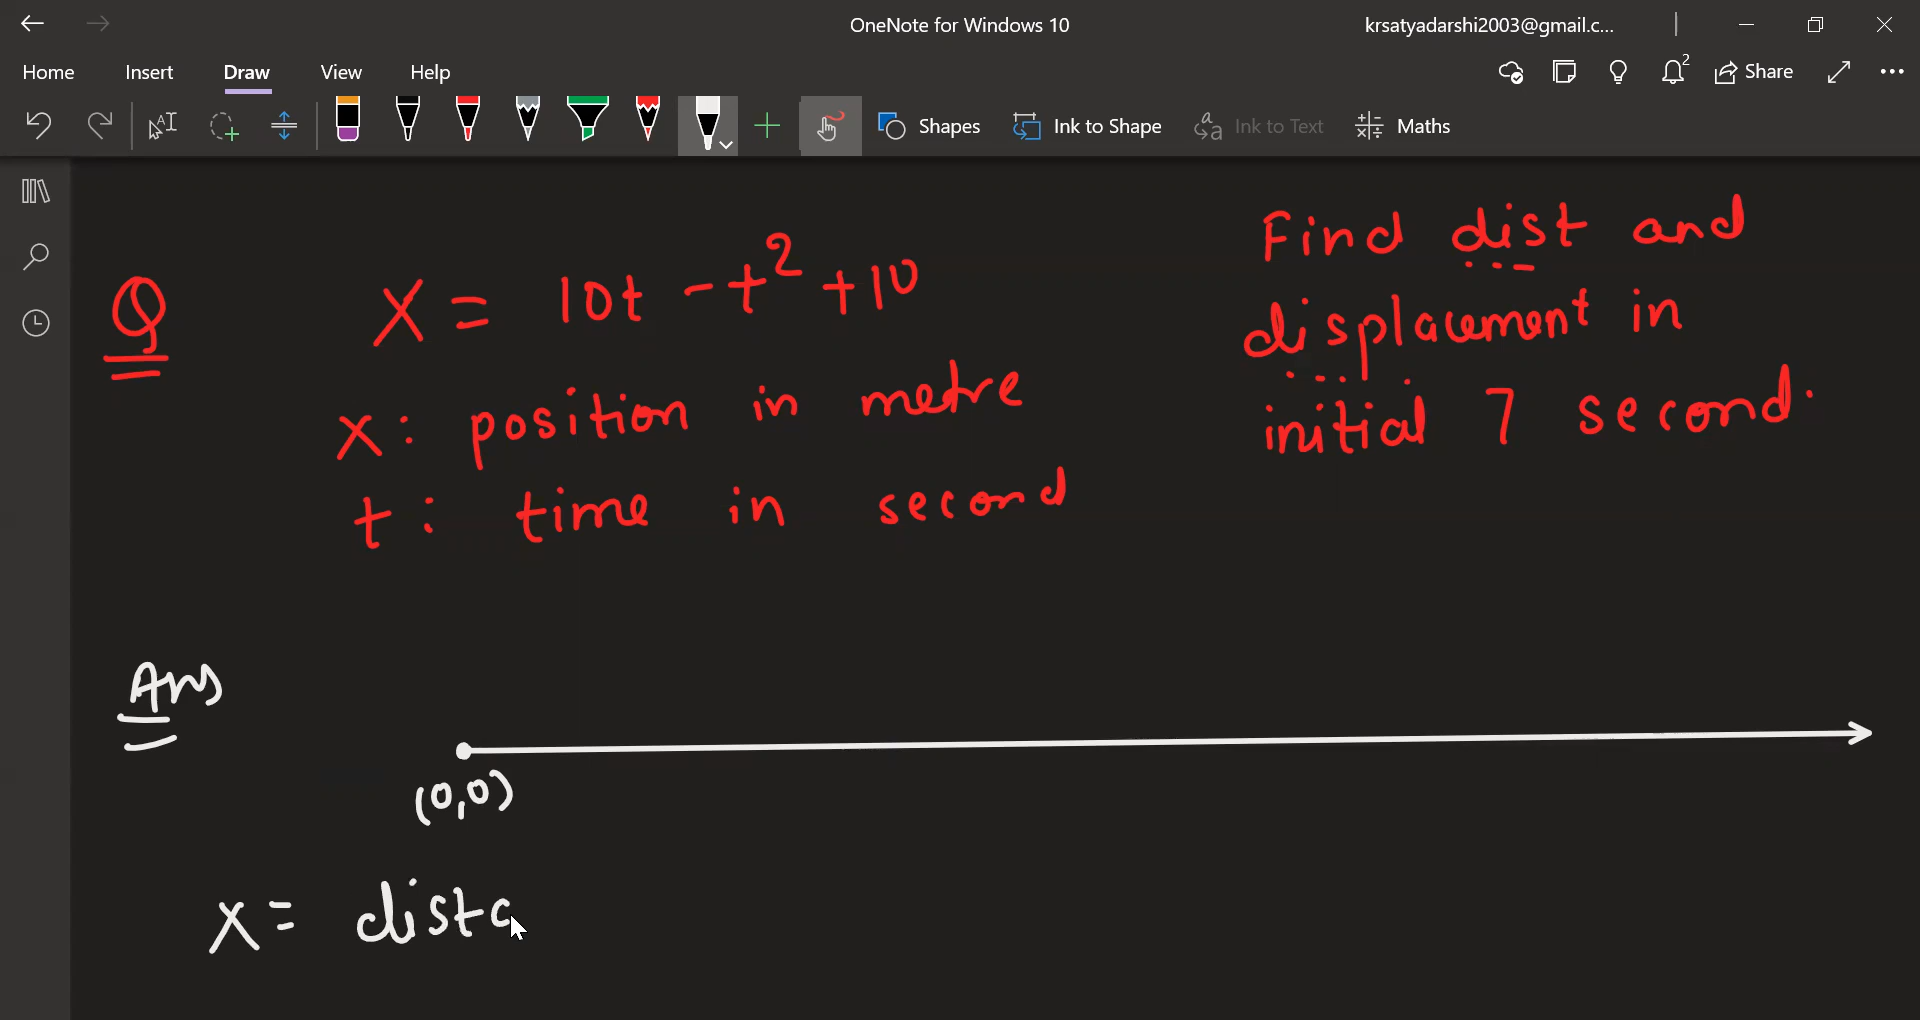 OneNote for Windows 10 krsatyadarshi2003@gmail.c...
Home Insert Draw View Help 2 Share
Shapes Ink to Shape Ink to Text Maths
Q x = 10t - t² + 10
x: position in metre
t: time in second
Find dist and
displacement in
initial 7 second.
Ans
(0,0)
x = dista